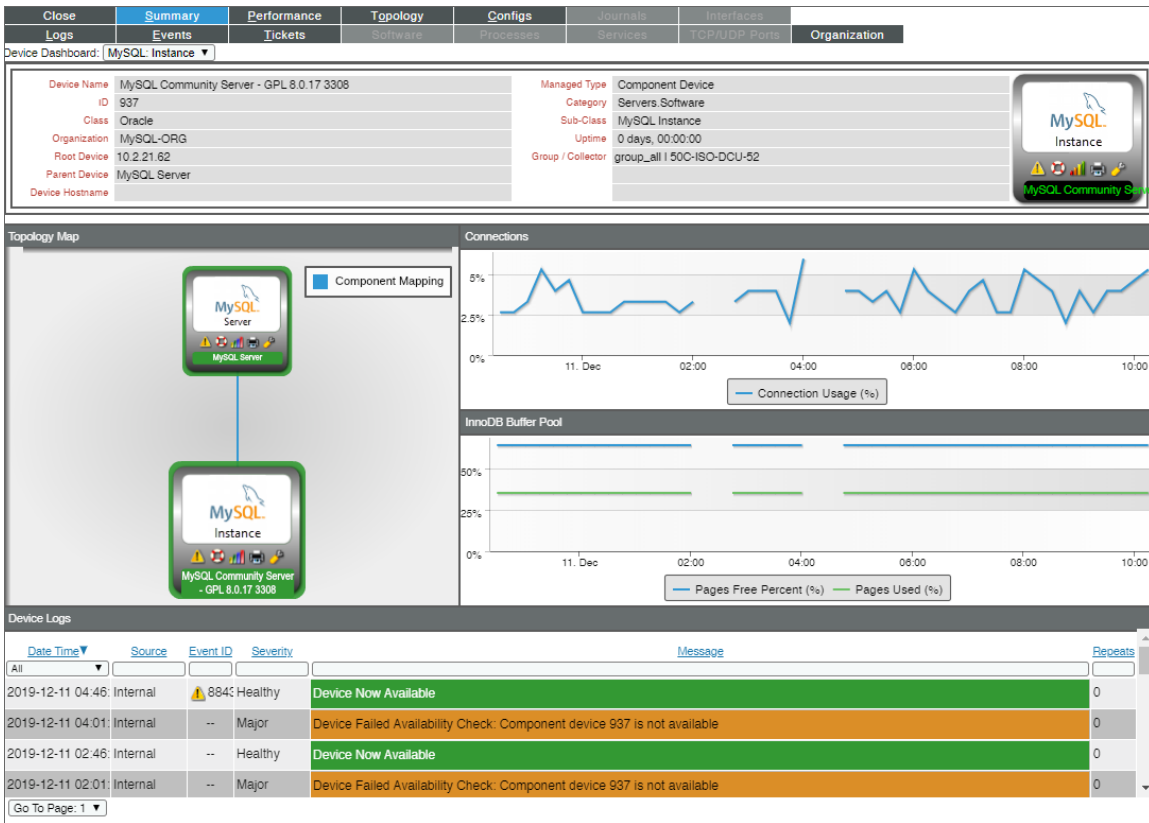 Close Summary Performance Topology Configs Journals Interfaces
Logs Events Tickets Software Processes Services TCP/UDP Ports Organization
Device Dashboard: MySQL: Instance ▼
Device Name MySQL Community Server - GPL 8.0.17 3308 Managed Type Component Device
ID 937 Category Servers.Software
Class Oracle Sub-Class MySQL Instance
Organization MySQL-ORG Uptime 0 days, 00:00:00
Root Device 10.2.21.62 Group / Collector group_all | 50C-ISO-DCU-52
Parent Device MySQL Server
Device Hostname
MySQL.
Instance
MySQL Community Serv
Topology Map
Component Mapping
MySQL.
Server
MySQL Server
MySQL.
Instance
MySQL Community Server
- GPL 8.0.17 3308
Connections
5%
2.5%
0%
11. Dec 02:00 04:00 06:00 08:00 10:00
Connection Usage (%)
InnoDB Buffer Pool
50%
25%
0%
11. Dec 02:00 04:00 06:00 08:00 10:00
Pages Free Percent (%) Pages Used (%)
Device Logs
Date Time▼ Source Event ID Severity Message Repeats
All ▼
2019-12-11 04:46: Internal 8843 Healthy Device Now Available 0
2019-12-11 04:01: Internal -- Major Device Failed Availability Check: Component device 937 is not available 0
2019-12-11 02:46: Internal -- Healthy Device Now Available 0
2019-12-11 02:01: Internal -- Major Device Failed Availability Check: Component device 937 is not available 0
Go To Page: 1 ▼